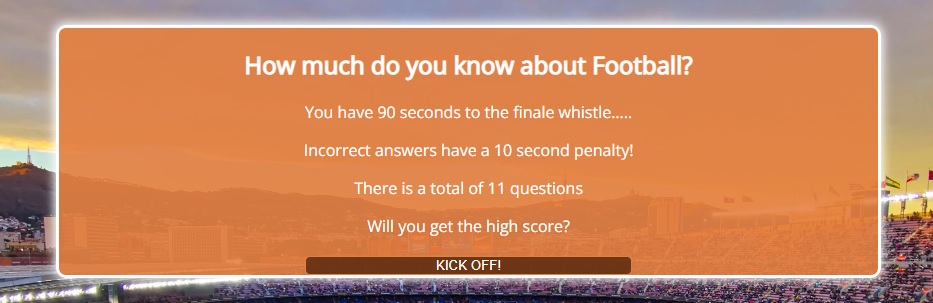 How much do you know about Football?
You have 90 seconds to the finale whistle.....
Incorrect answers have a 10 second penalty!
There is a total of 11 questions
Will you get the high score?
KICK OFF!